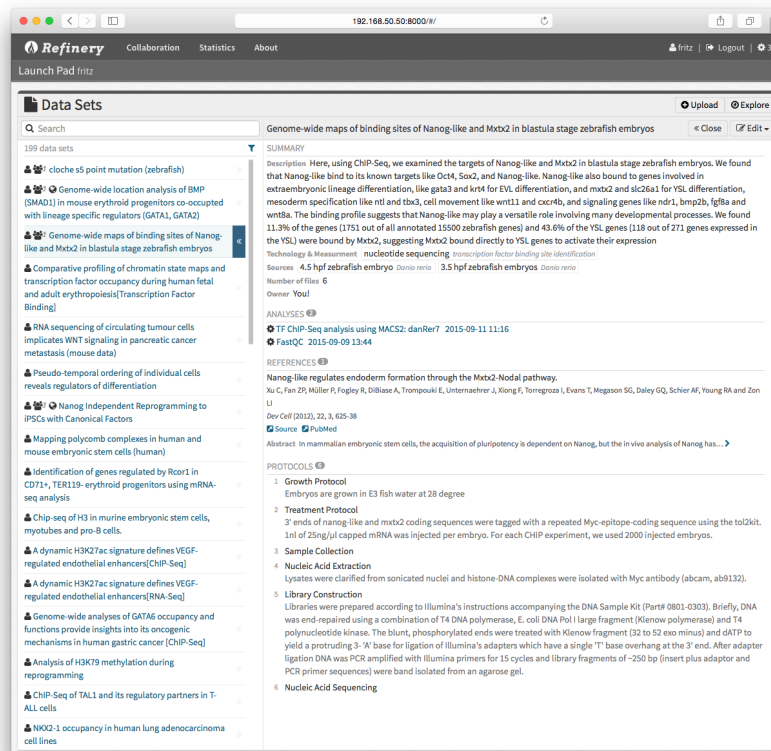 192.168.50.50:8000/#/
Refinery Collaboration Statistics About fritz | Logout |
Launch Pad fritz
Data Sets
Upload Explore
Search
199 data sets
cloche s5 point mutation (zebrafish)
Genome-wide location analysis of BMP
(SMAD1) in mouse erythroid progenitors co-occupted
with lineage specific regulators (GATA1, GATA2)
Genome-wide maps of binding sites of Nanog-
like and Mxtx2 in blastula stage zebrafish embryos
Comparative profiling of chromatin state maps and
transcription factor occupancy during human fetal
and adult erythropoiesis[Transcription Factor
Binding]
RNA sequencing of circulating tumour cells
implicates WNT signaling in pancreatic cancer
metastasis (mouse data)
Pseudo-temporal ordering of individual cells
reveals regulators of differentiation
Nanog Independent Reprogramming to
iPSCs with Canonical Factors
Mapping polycomb complexes in human and
mouse embryonic stem cells (human)
Identification of genes regulated by Rcor1 in
CD71+, TER119- erythroid progenitors using mRNA-
seq analysis
Chip-seq of H3 in murine embryonic stem cells,
myotubes and pro-B cells.
A dynamic H3K27ac signature defines VEGF-
regulated endothelial enhancers[ChIP-Seq]
A dynamic H3K27ac signature defines VEGF-
regulated endothelial enhancers[RNA-Seq]
Genome-wide analyses of GATA6 occupancy and
functions provide insights into its oncogenic
mechanisms in human gastric cancer [ChIP-Seq]
Analysis of H3K79 methylation during
reprogramming
ChIP-Seq of TAL1 and its regulatory partners in T-
ALL cells
NKX2-1 occupancy in human lung adenocarcinoma
cell lines
Genome-wide maps of binding sites of Nanog-like and Mxtx2 in blastula stage zebrafish embryos
« Close Edit
SUMMARY
Description Here, using ChIP-Seq, we examined the targets of Nanog-like and Mxtx2 in blastula stage zebrafish embryos. We found
that Nanog-like bind to its known targets like Oct4, Sox2, and Nanog-like. Nanog-like also bound to genes involved in
extraembryonic lineage differentiation, like gata3 and krt4 for EVL differentiation, and mxtx2 and slc26a1 for YSL differentiation,
mesoderm specification like ntl and tbx3, cell movement like wnt11 and cxcr4b, and signaling genes like ndr1, bmp2b, fgf8a and
wnt8a. The binding profile suggests that Nanog-like may play a versatile role involving many developmental processes. We found
11.3% of the genes (1751 out of all annotated 15500 zebrafish genes) and 43.6% of the YSL genes (118 out of 271 genes expressed in
the YSL) were bound by Mxtx2, suggesting Mxtx2 bound directly to YSL genes to activate their expression
Technology & Measurment nucleotide sequencing transcription factor binding site identification
Sources 4.5 hpf zebrafish embryo Danio rerio 3.5 hpf zebrafish embryos Danio rerio
Number of files 6
Owner You!
ANALYSES 2
TF ChIP-Seq analysis using MACS2: danRer7 2015-09-11 11:16
FastQC 2015-09-09 13:44
REFERENCES
Nanog-like regulates endoderm formation through the Mxtx2-Nodal pathway.
Xu C, Fan ZP, Müller P, Fogley R, DiBiase A, Trompouki E, Unternaehrer J, Xiong F, Torregroza I, Evans T, Megason SG, Daley GQ, Schier AF, Young RA and Zon
LI
Dev Cell (2012), 22, 3, 625-38
Source PubMed
Abstract In mammalian embryonic stem cells, the acquisition of pluripotency is dependent on Nanog, but the in vivo analysis of Nanog has...
PROTOCOLS 6
1 Growth Protocol
Embryos are grown in E3 fish water at 28 degree
2 Treatment Protocol
3' ends of nanog-like and mxtx2 coding sequences were tagged with a repeated Myc-epitope-coding sequence using the tol2kit.
1nl of 25ng/µl capped mRNA was injected per embryo. For each CHIP experiment, we used 2000 injected embryos.
3 Sample Collection
4 Nucleic Acid Extraction
Lysates were clarified from sonicated nuclei and histone-DNA complexes were isolated with Myc antibody (abcam, ab9132).
5 Library Construction
Libraries were prepared according to Illumina's instructions accompanying the DNA Sample Kit (Part# 0801-0303). Briefly, DNA
was end-repaired using a combination of T4 DNA polymerase, E. coli DNA Pol I large fragment (Klenow polymerase) and T4
polynucleotide kinase. The blunt, phosphorylated ends were treated with Klenow fragment (32 to 52 exo minus) and dATP to
yield a protruding 3- 'A' base for ligation of Illumina's adapters which have a single 'T' base overhang at the 3' end. After adapter
ligation DNA was PCR amplified with Illumina primers for 15 cycles and library fragments of ~250 bp (insert plus adaptor and
PCR primer sequences) were band isolated from an agarose gel.
6 Nucleic Acid Sequencing